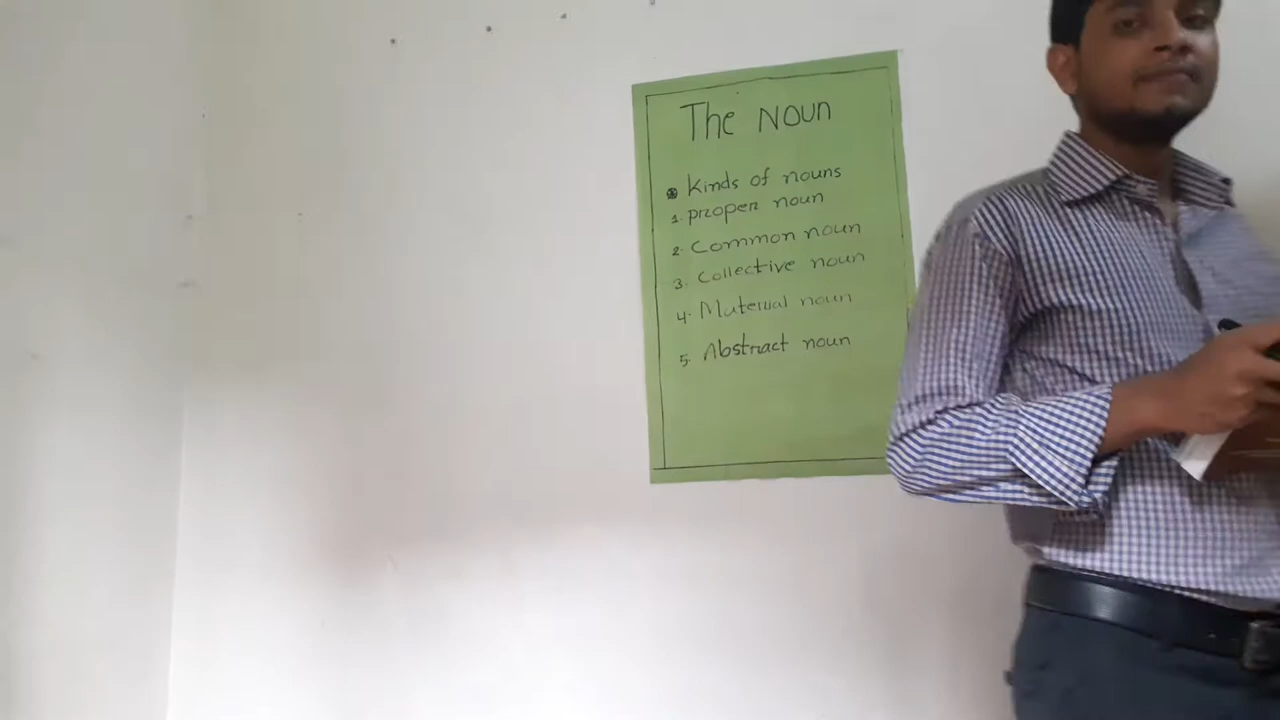 The NOUN
Kinds of nouns
1. proper noun
2. Common noun
3. Collective noun
4. Material noun
5. Abstract noun